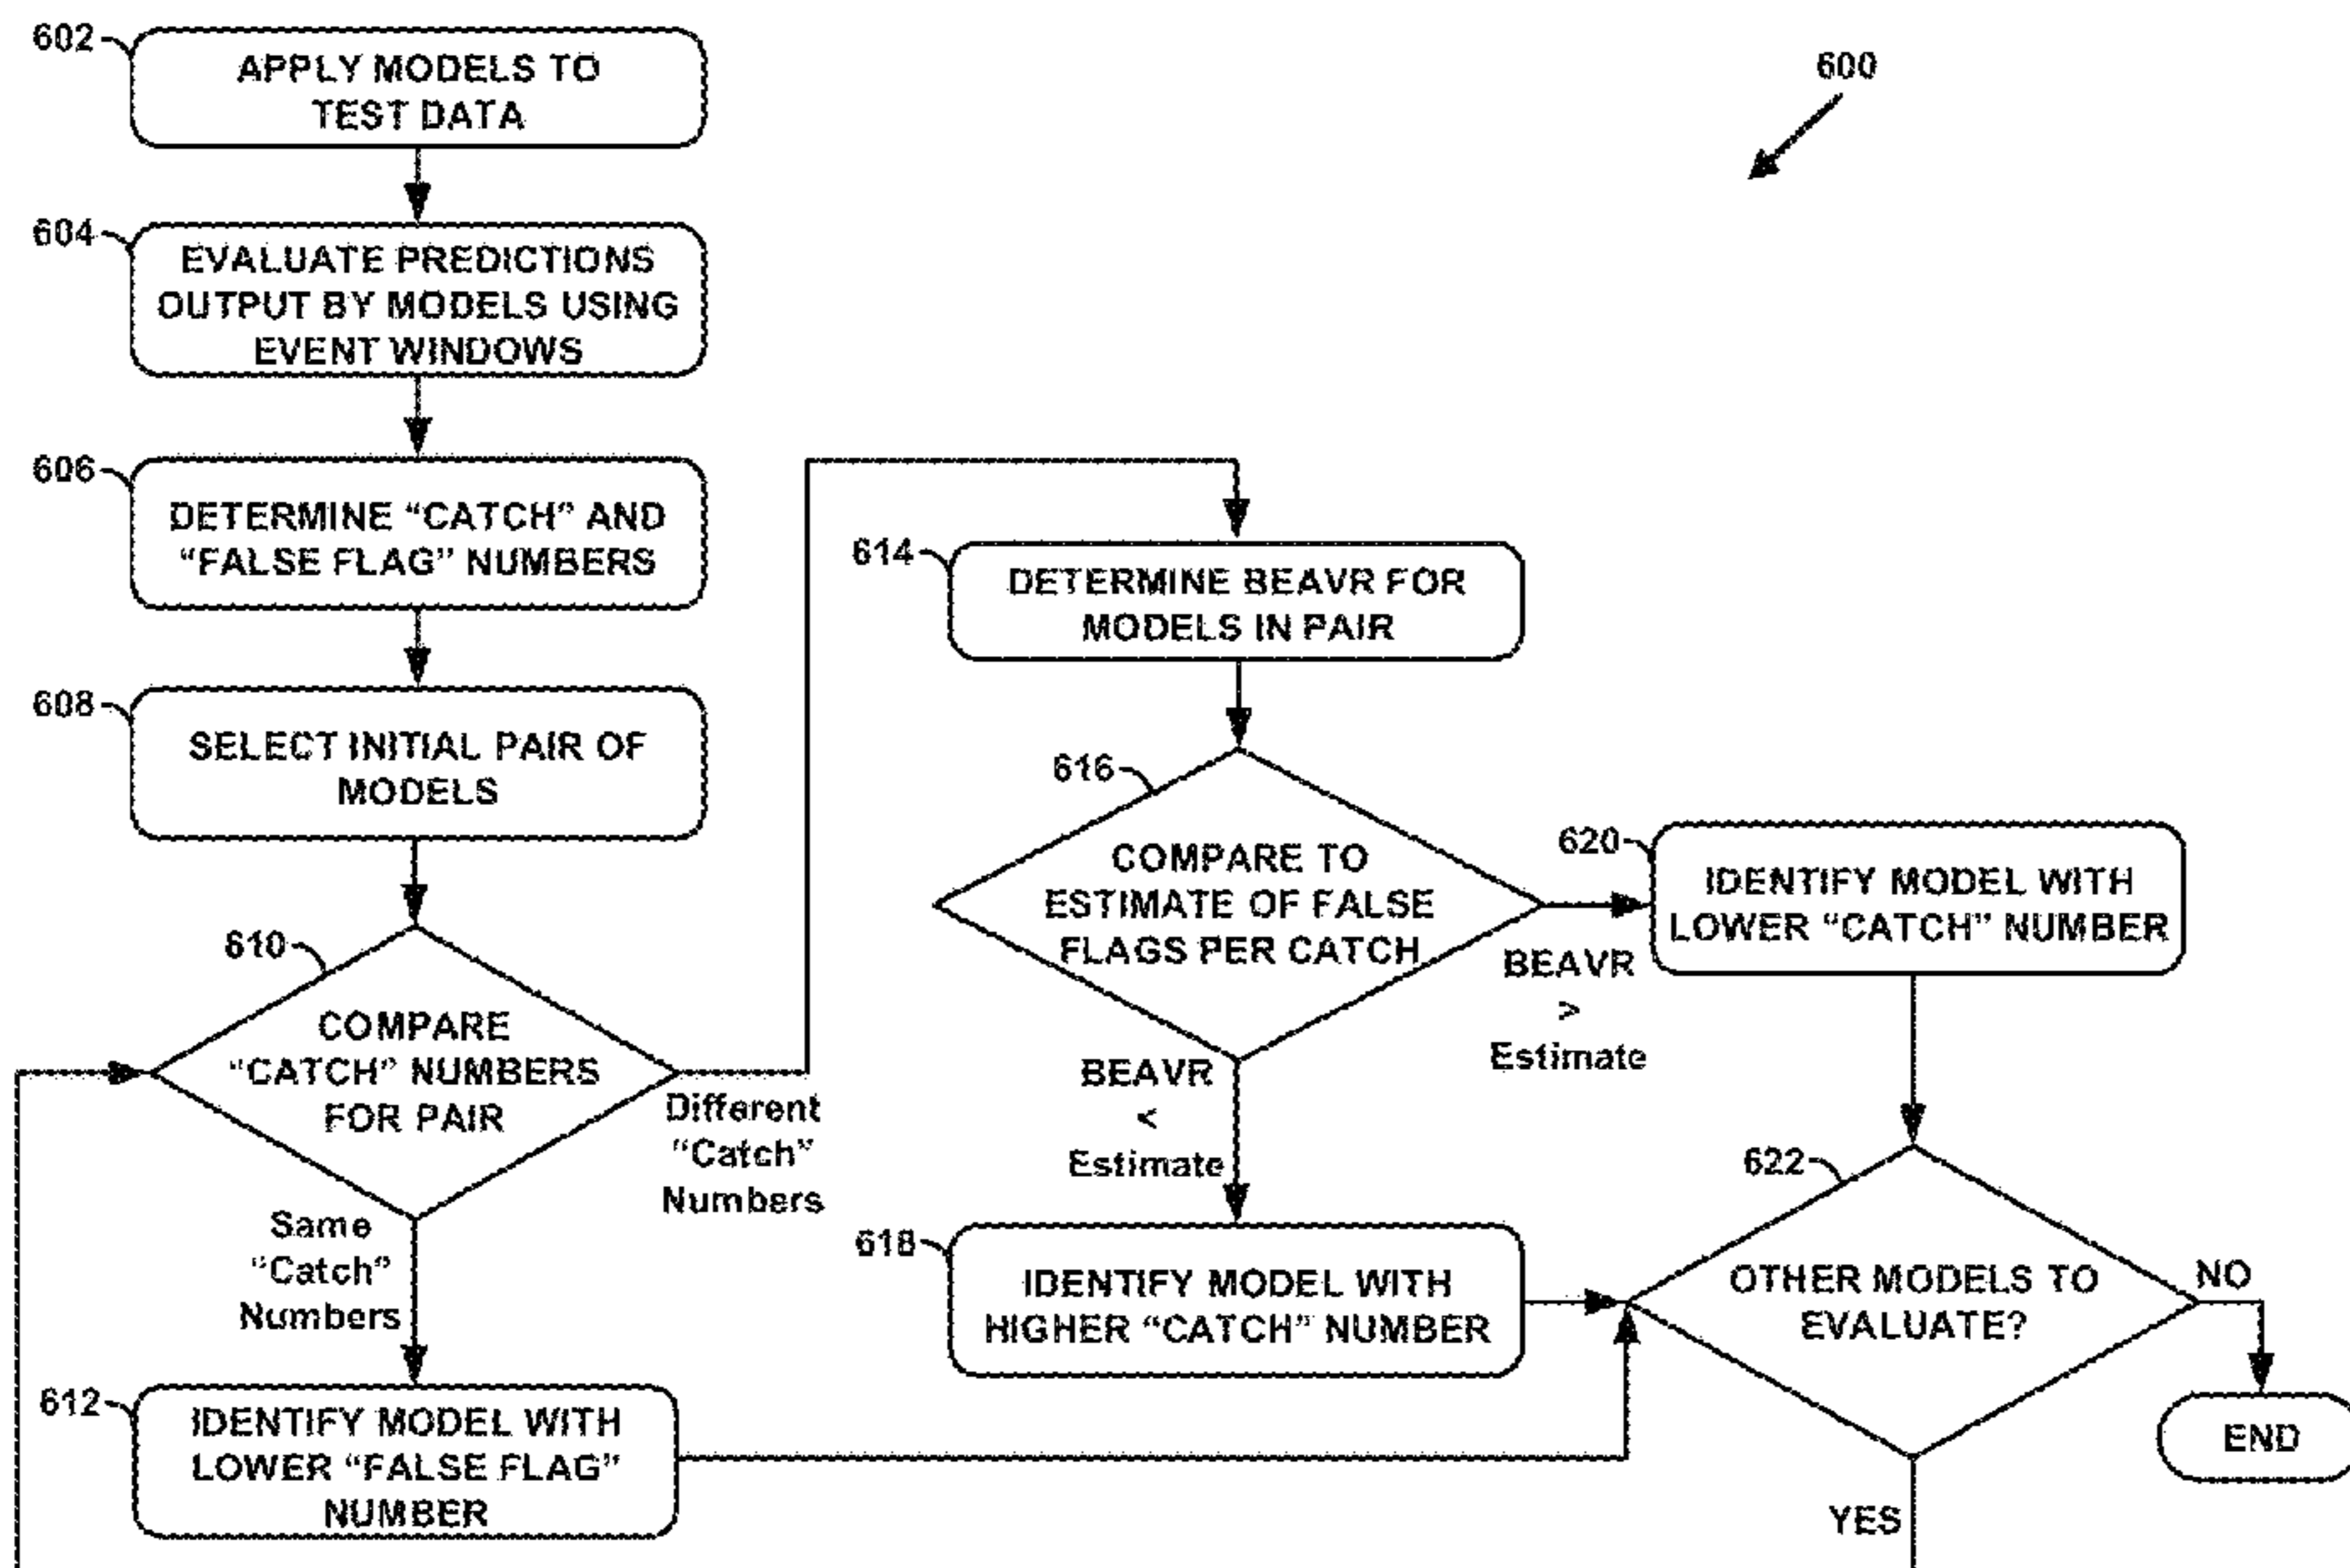 602
APPLY MODELS TO
TEST DATA
600
604
EVALUATE PREDICTIONS
OUTPUT BY MODELS USING
EVENT WINDOWS
606
DETERMINE “CATCH” AND
“FALSE FLAG” NUMBERS
608
SELECT INITIAL PAIR OF
MODELS
610
COMPARE
“CATCH” NUMBERS
FOR PAIR
Different
“Catch”
Numbers
Same
“Catch”
Numbers
612
IDENTIFY MODEL WITH
LOWER “FALSE FLAG”
NUMBER
614
DETERMINE BEAVR FOR
MODELS IN PAIR
616
COMPARE TO
ESTIMATE OF FALSE
FLAGS PER CATCH
BEAVR
>
Estimate
BEAVR
<
Estimate
618
IDENTIFY MODEL WITH
HIGHER “CATCH” NUMBER
620
IDENTIFY MODEL WITH
LOWER “CATCH” NUMBER
622
OTHER MODELS TO
EVALUATE?
NO
END
YES